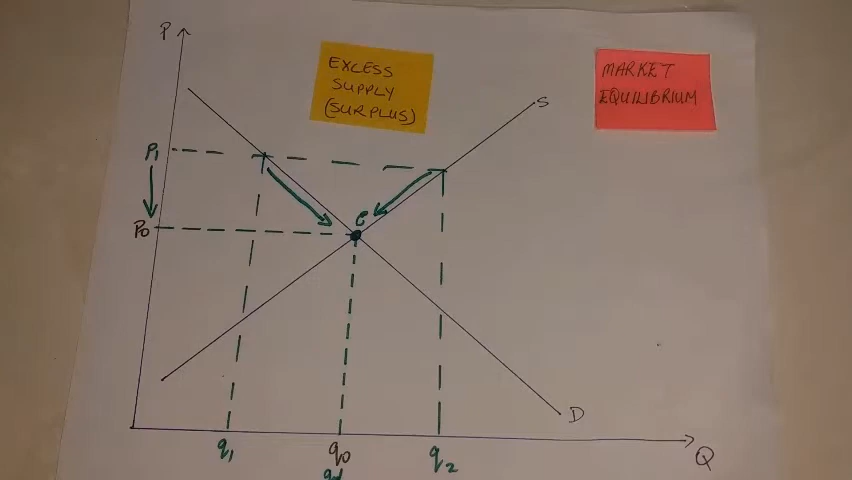 P
EXCESS
SUPPLY
(SURPLUS)
MARKET
EQUILIBRIUM
S
P1
e
P0
D
q1
q0
q2
Q